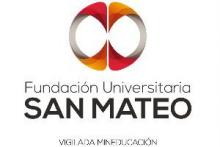 Fundación Universitaria
SAN MATEO
VIGILADA MINEDUCACIÓN